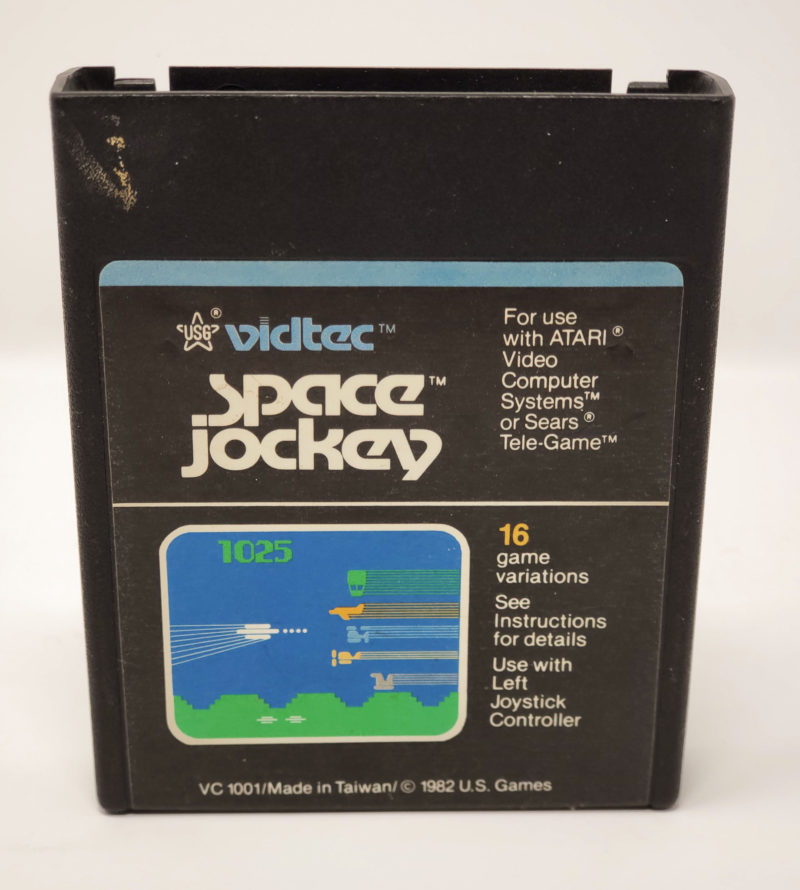 USG® vidtec™
space™
jockey
For use
with ATARI®
Video
Computer
Systems™
or Sears®
Tele-Game™
1025
16
game
variations
See
Instructions
for details
Use with
Left
Joystick
Controller
VC 1001/Made in Taiwan/© 1982 U.S. Games